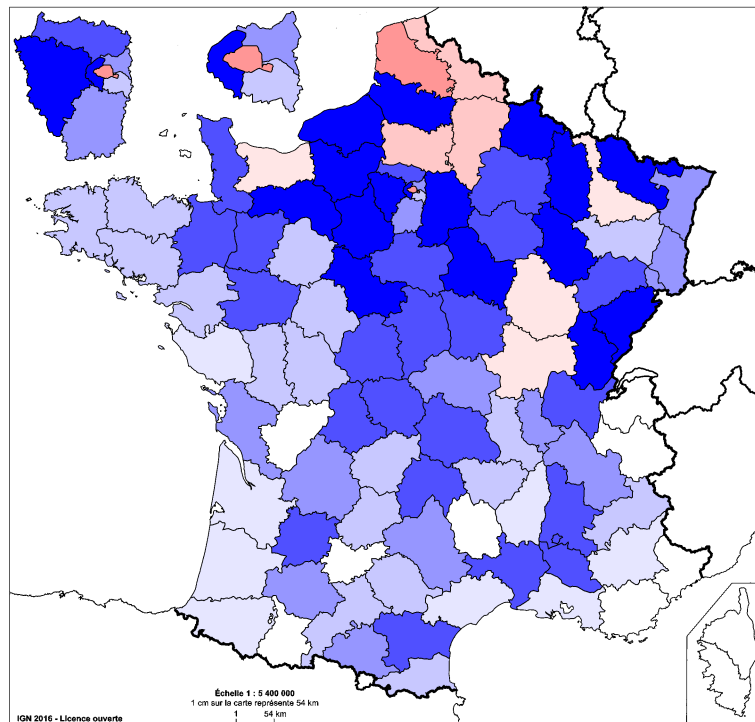 Échelle 1 : 5 400 000
1 cm sur la carte représente 54 km
1 54 km
IGN 2016 - Licence ouverte